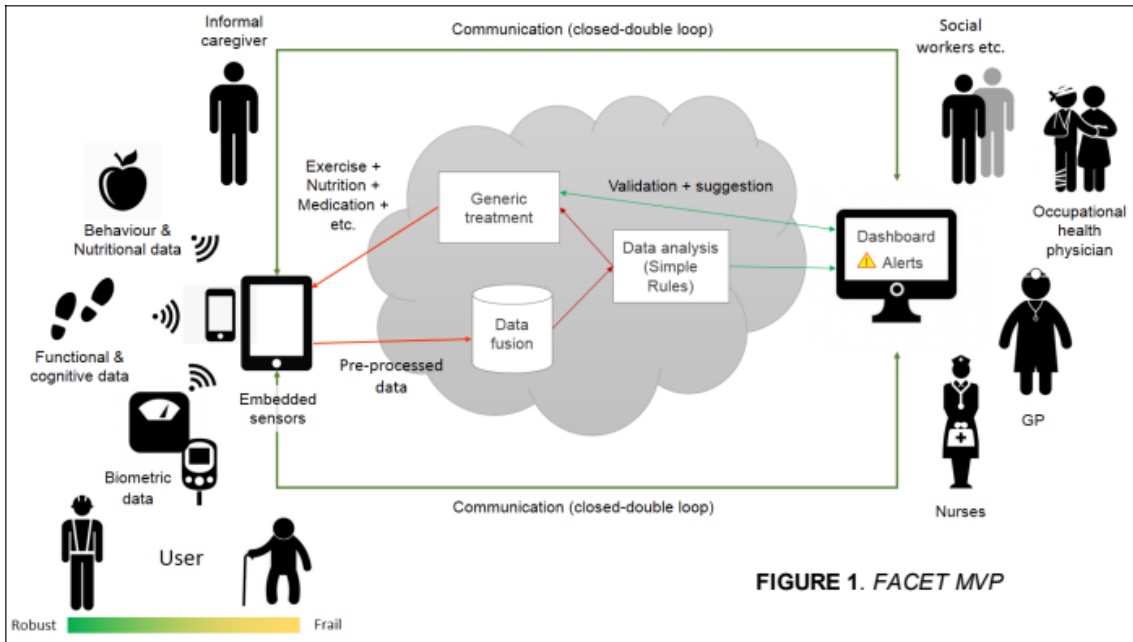 Informal
caregiver
Communication (closed-double loop)
Social
workers etc.
Exercise +
Nutrition +
Medication +
etc.
Generic
treatment
Validation + suggestion
Data analysis
(Simple
Rules)
Dashboard
Alerts
Occupational
health
physician
Behaviour &
Nutritional data
Functional &
cognitive data
Data
fusion
Pre-processed
data
Embedded
sensors
GP
Biometric
data
Communication (closed-double loop)
Nurses
User
FIGURE 1. FACET MVP
Robust
Frail